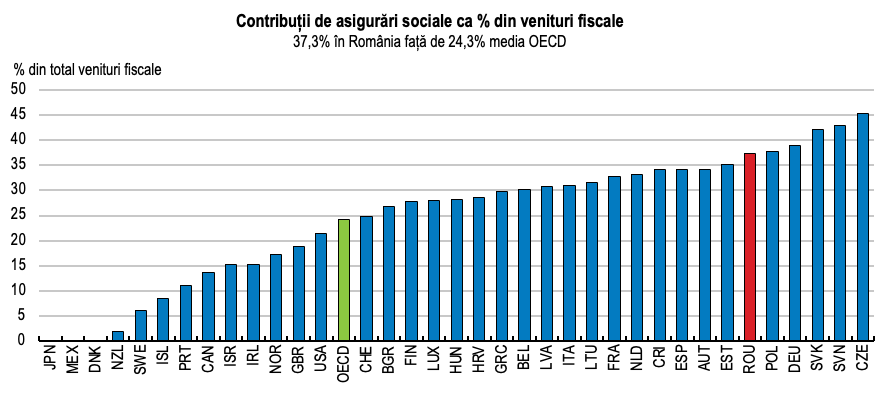 Contribuții de asigurări sociale ca % din venituri fiscale
37,3% în România față de 24,3% media OECD
% din total venituri fiscale
50
45
40
35
30
25
20
15
10
5
0
JPN
MEX
DNK
NZL
SWE
ISL
PRT
CAN
ISR
IRL
NOR
GBR
USA
OECD
CHE
BGR
FIN
LUX
HUN
HRV
GRC
BEL
LVA
ITA
LTU
FRA
NLD
CRI
ESP
AUT
EST
ROU
POL
DEU
SVK
SVN
CZE